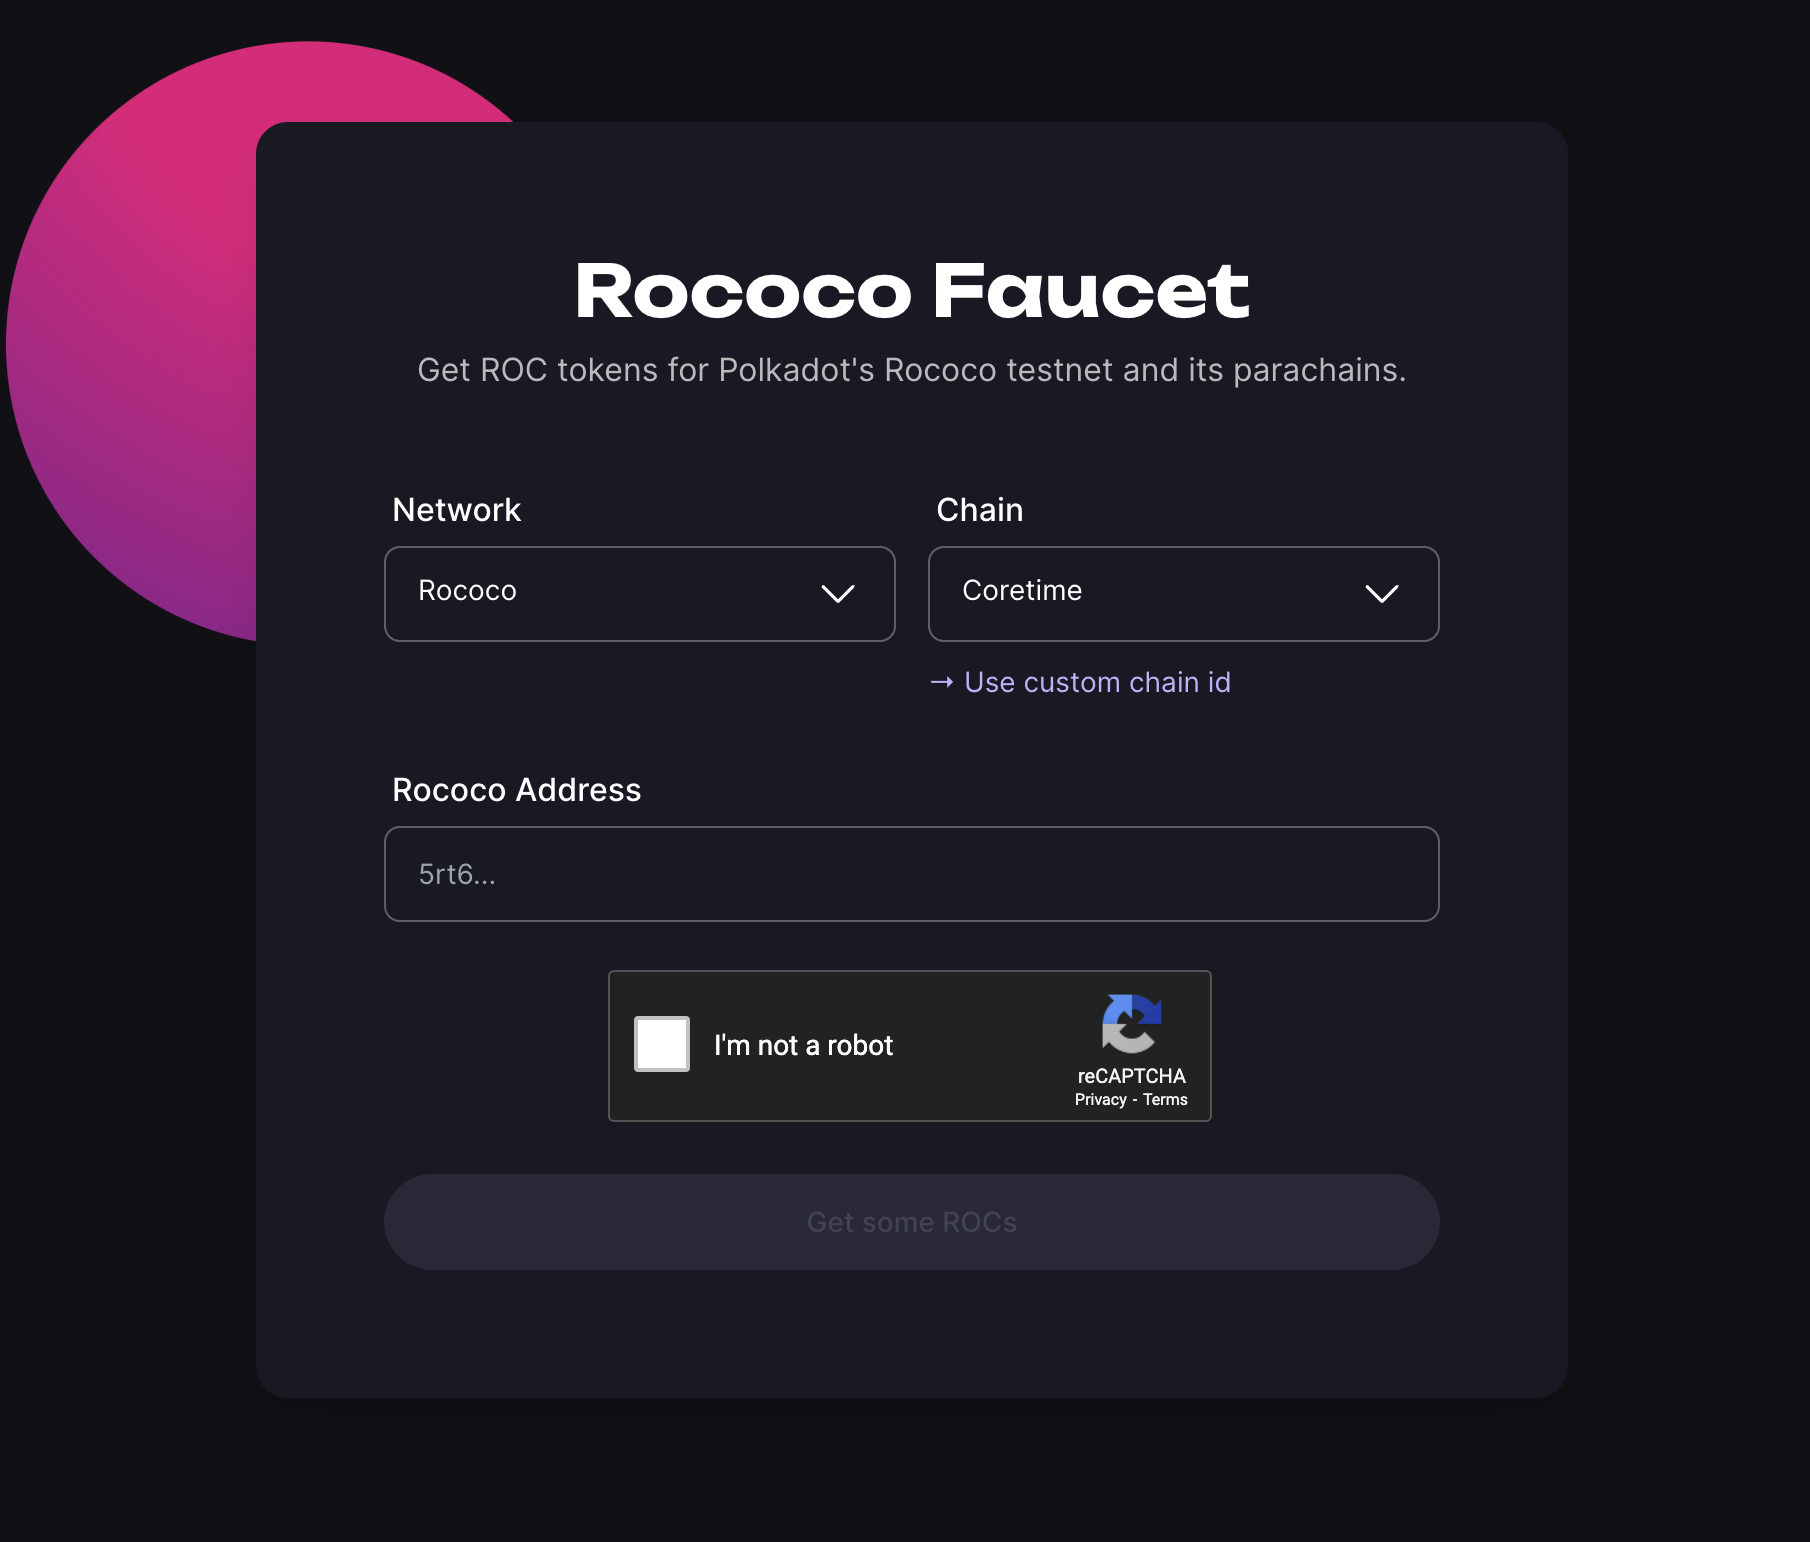 Rococo Faucet
Get ROC tokens for Polkadot's Rococo testnet and its parachains.
Network
Chain
Rococo
Coretime
→ Use custom chain id
Rococo Address
5rt6...
I'm not a robot
reCAPTCHA
Privacy - Terms
Get some ROCs